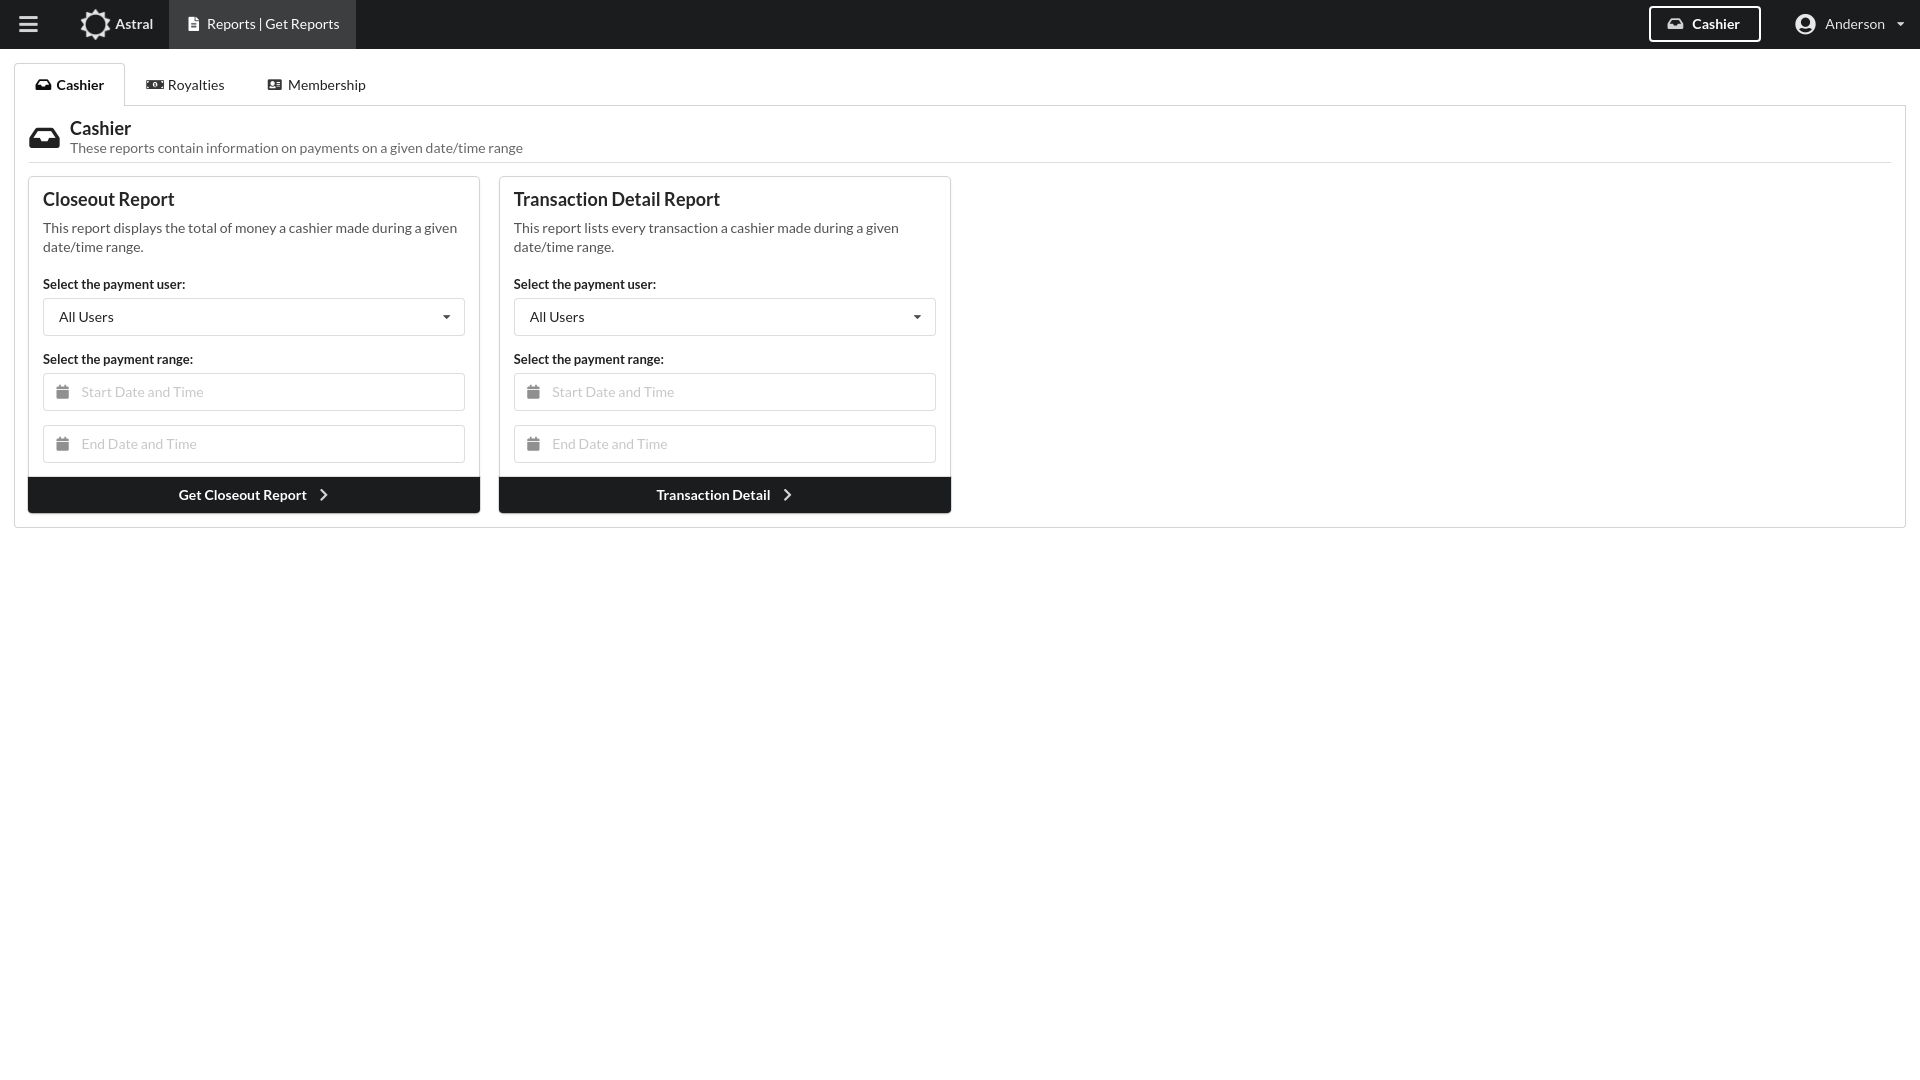 Astral
Reports | Get Reports
Cashier
Anderson
Cashier
Royalties
Membership
Cashier
These reports contain information on payments on a given date/time range
Closeout Report
This report displays the total of money a cashier made during a given
date/time range.
Select the payment user:
All Users
Select the payment range:
Start Date and Time
End Date and Time
Get Closeout Report
Transaction Detail Report
This report lists every transaction a cashier made during a given
date/time range.
Select the payment user:
All Users
Select the payment range:
Start Date and Time
End Date and Time
Transaction Detail